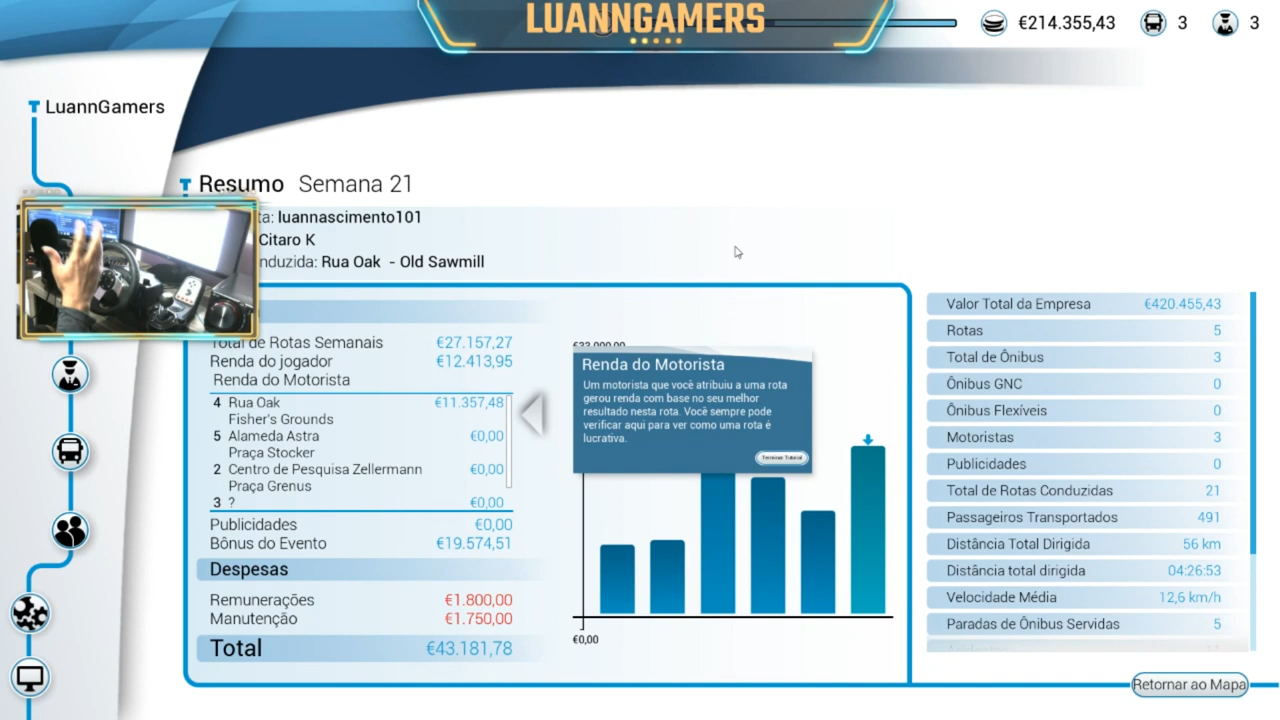 LUANNGAMERS
€214.355,43
3
3
LuannGamers
Resumo Semana 21
ta: luannascimento101
Citaro K
nduzida: Rua Oak - Old Sawmill
Total de Rotas Semanais €27.157,27
Renda do jogador €12.413,95
Renda do Motorista
4 Rua Oak €11.357,48
Fisher's Grounds
5 Alameda Astra €0,00
Praça Stocker
2 Centro de Pesquisa Zellermann €0,00
Praça Grenus
3 ? €0,00
Publicidades €0,00
Bônus do Evento €19.574,51
Despesas
Remunerações €1.800,00
Manutenção €1.750,00
Total €43.181,78
Renda do Motorista
Um motorista que você atribuiu a uma rota
gerou renda com base no seu melhor
resultado nesta rota. Você sempre pode
verificar aqui para ver como uma rota é
lucrativa.
Terminar Tutorial
€0,00
Valor Total da Empresa €420.455,43
Rotas 5
Total de Ônibus 3
Ônibus GNC 0
Ônibus Flexíveis 0
Motoristas 3
Publicidades 0
Total de Rotas Conduzidas 21
Passageiros Transportados 491
Distância Total Dirigida 56 km
Distância total dirigida 04:26:53
Velocidade Média 12,6 km/h
Paradas de Ônibus Servidas 5
Retornar ao Mapa